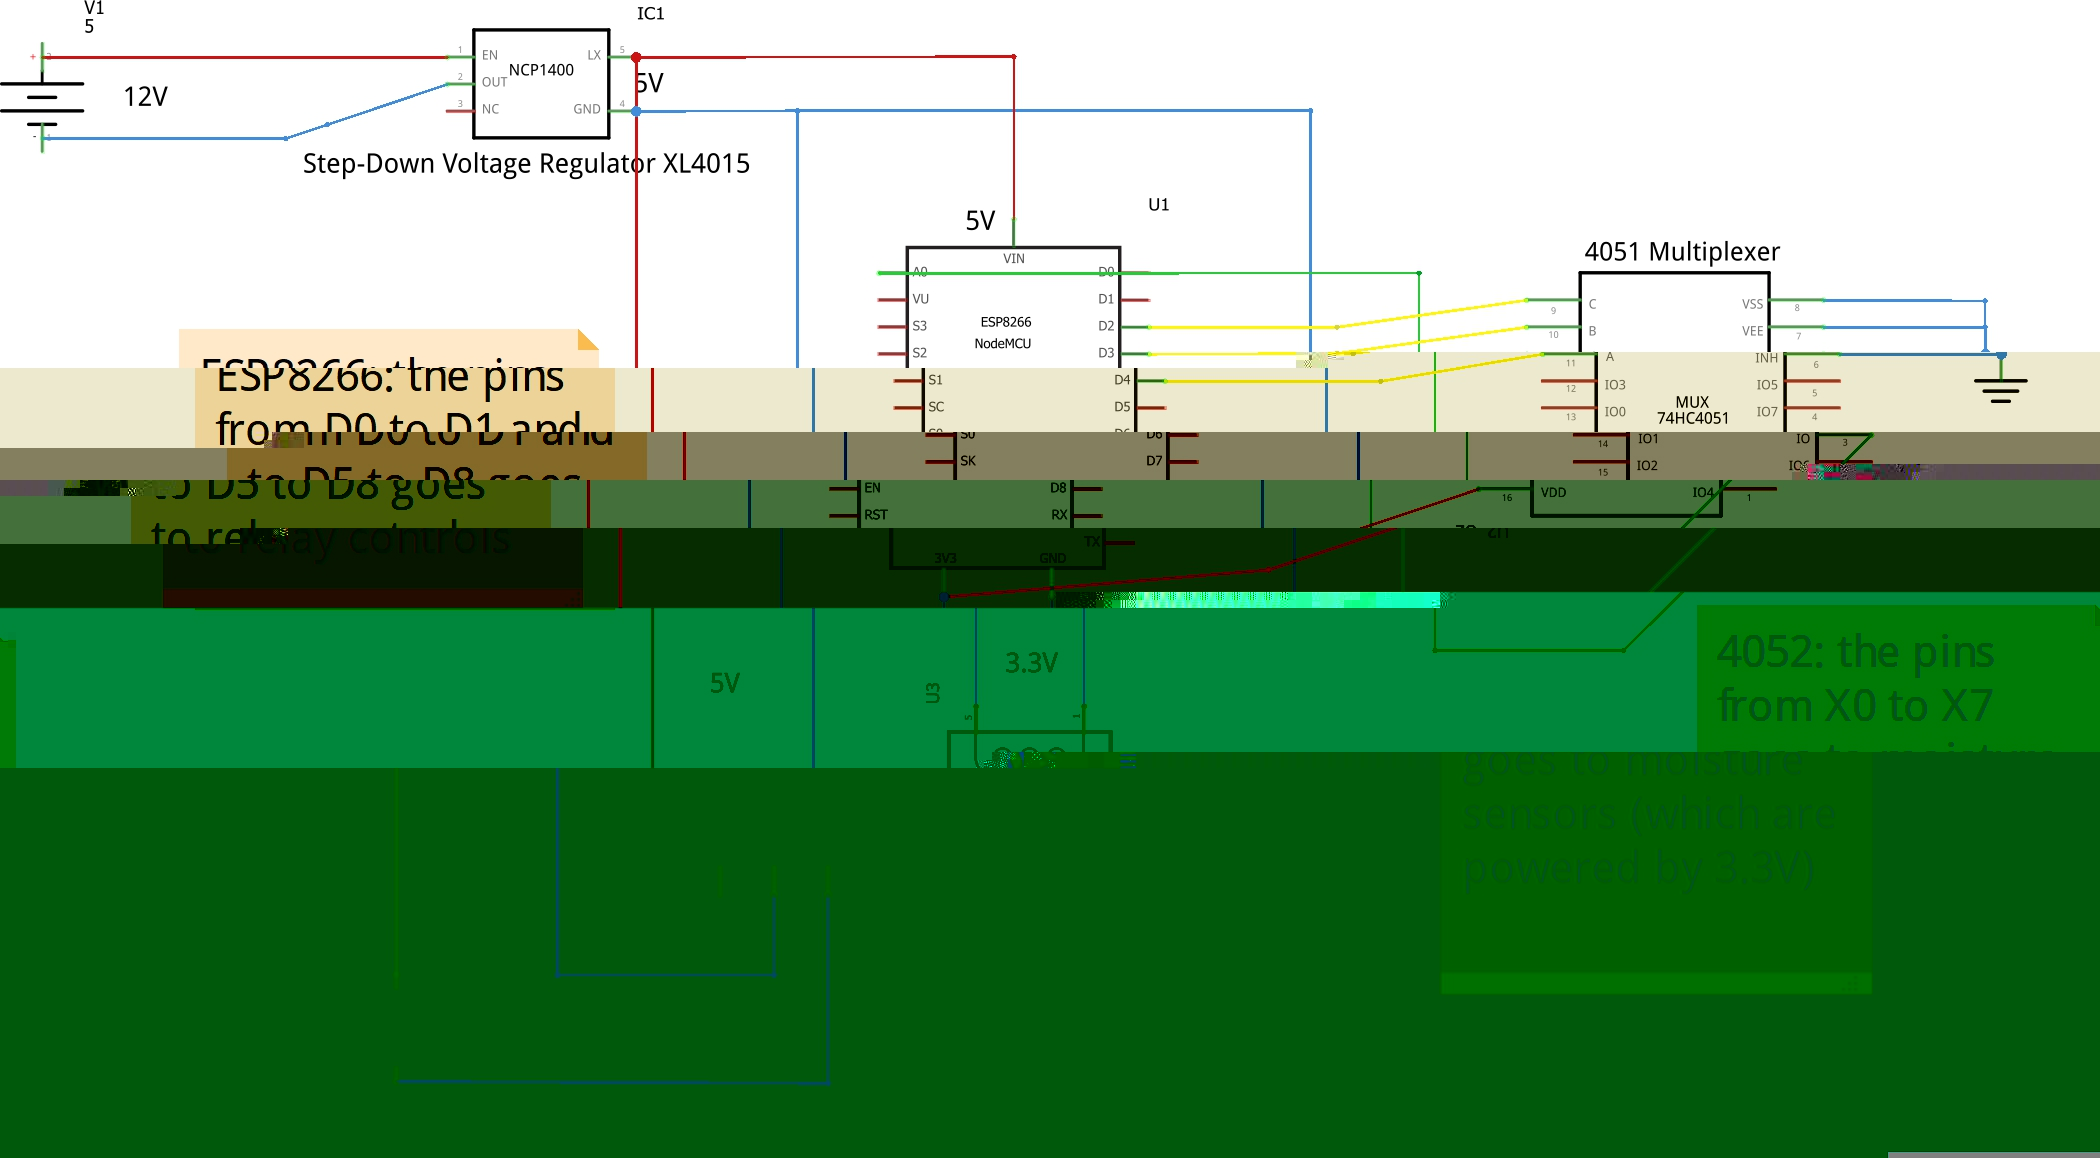 V1
5
12V
IC1
1 EN
2 OUT
3 NC
NCP1400
LX 5
GND 4
5V
Step-Down Voltage Regulator XL4015
U1
5V
VIN
A0
VU
S3
S2
S1
SC
S0
SK
EN
RST
3V3
ESP8266
NodeMCU
D0
D1
D2
D3
D4
D5
D6
D7
D8
RX
TX
GND
4051 Multiplexer
9 C
10 B
11 A
12 IO3
13 IO0
14 IO1
15 IO2
16 VDD
MUX
74HC4051
VSS 8
VEE 7
INH 6
IO5 5
IO7 4
IO 3
IO4 1
U2
ESP8266: the pins
from D0 to D1 and
to D5 to D8 goes
to relay controls
5V
U3
3.3V
5
1
4052: the pins
from X0 to X7
goes to moisture
sensors (which are
powered by 3.3V)